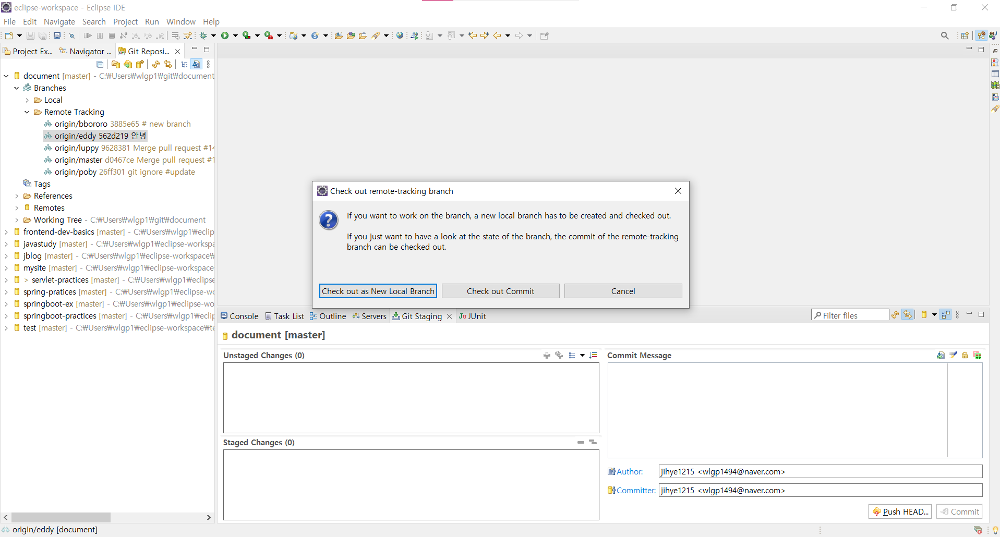 eclipse-workspace - Eclipse IDE
File Edit Navigate Search Project Run Window Help
Project Ex... Navigator ... Git Reposi...
document [master] - C:₩Users₩wlgp1₩git₩document
Branches
Local
Remote Tracking
origin/bbororo 3885e65 # new branch
origin/eddy 562d219 안녕
origin/luppy 9628381 Merge pull request #14
origin/master d0467ce Merge pull request #1
origin/poby 26ff301 git ignore #update
Tags
References
Remotes
Working Tree - C:₩Users₩wlgp1₩git₩document
frontend-dev-basics [master] - C:₩Users₩wlgp1₩eclip
javastudy [master] - C:₩Users₩wlgp1₩eclipse-workspa
jblog [master] - C:₩Users₩wlgp1₩eclipse-workspace₩
mysite [master] - C:₩Users₩wlgp1₩eclipse-workspace
> servlet-practices [master] - C:₩Users₩wlgp1₩eclipse
spring-pratices [master] - C:₩Users₩wlgp1₩eclipse-wo
springboot-ex [master] - C:₩Users₩wlgp1₩eclipse-wo
springboot-practices [master] - C:₩Users₩wlgp1₩eclip
test [master] - C:₩Users₩wlgp1₩eclipse-workspace₩te
Check out remote-tracking branch
If you want to work on the branch, a new local branch has to be created and checked out.
If you just want to have a look at the state of the branch, the commit of the remote-tracking
branch can be checked out.
Check out as New Local Branch Check out Commit Cancel
Console Task List Outline Servers Git Staging JUnit Filter files
document [master]
Unstaged Changes (0)
Staged Changes (0)
Commit Message
Author: jihye1215 <wlgp1494@naver.com>
Committer: jihye1215 <wlgp1494@naver.com>
Push HEAD... Commit
origin/eddy [document]